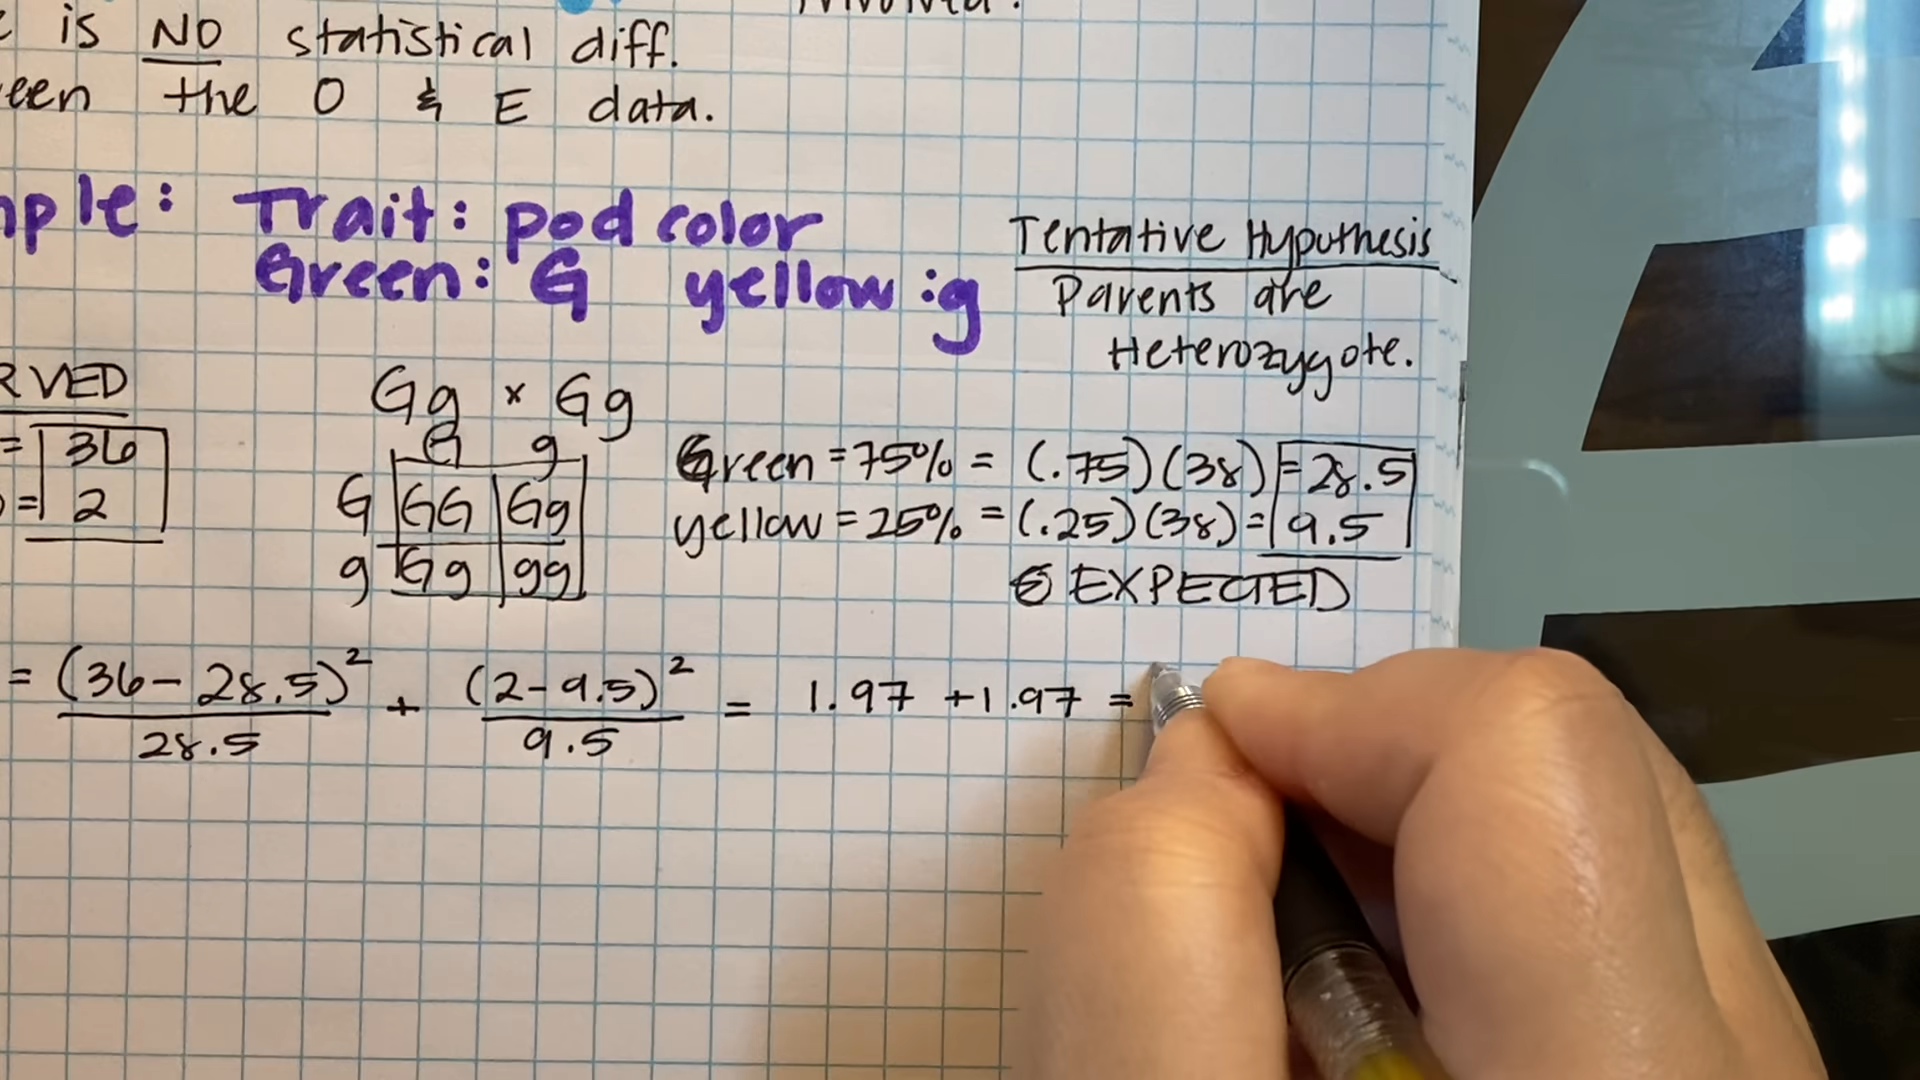 is NO statistical diff.
een the O & E data.
mple: Trait: pod color
Green: G yellow: g
Tentative Hypothesis
Parents are
Heterozygote.
RVED
= 36
= 2
Gg x Gg
G g
G GG Gg
g Gg gg
Green = 75% = (.75)(38) = 28.5
yellow = 25% = (.25)(38) = 9.5
EXPECTED
= (36 - 28.5)² / 28.5 + (2 - 9.5)² / 9.5 = 1.97 + 1.97 =